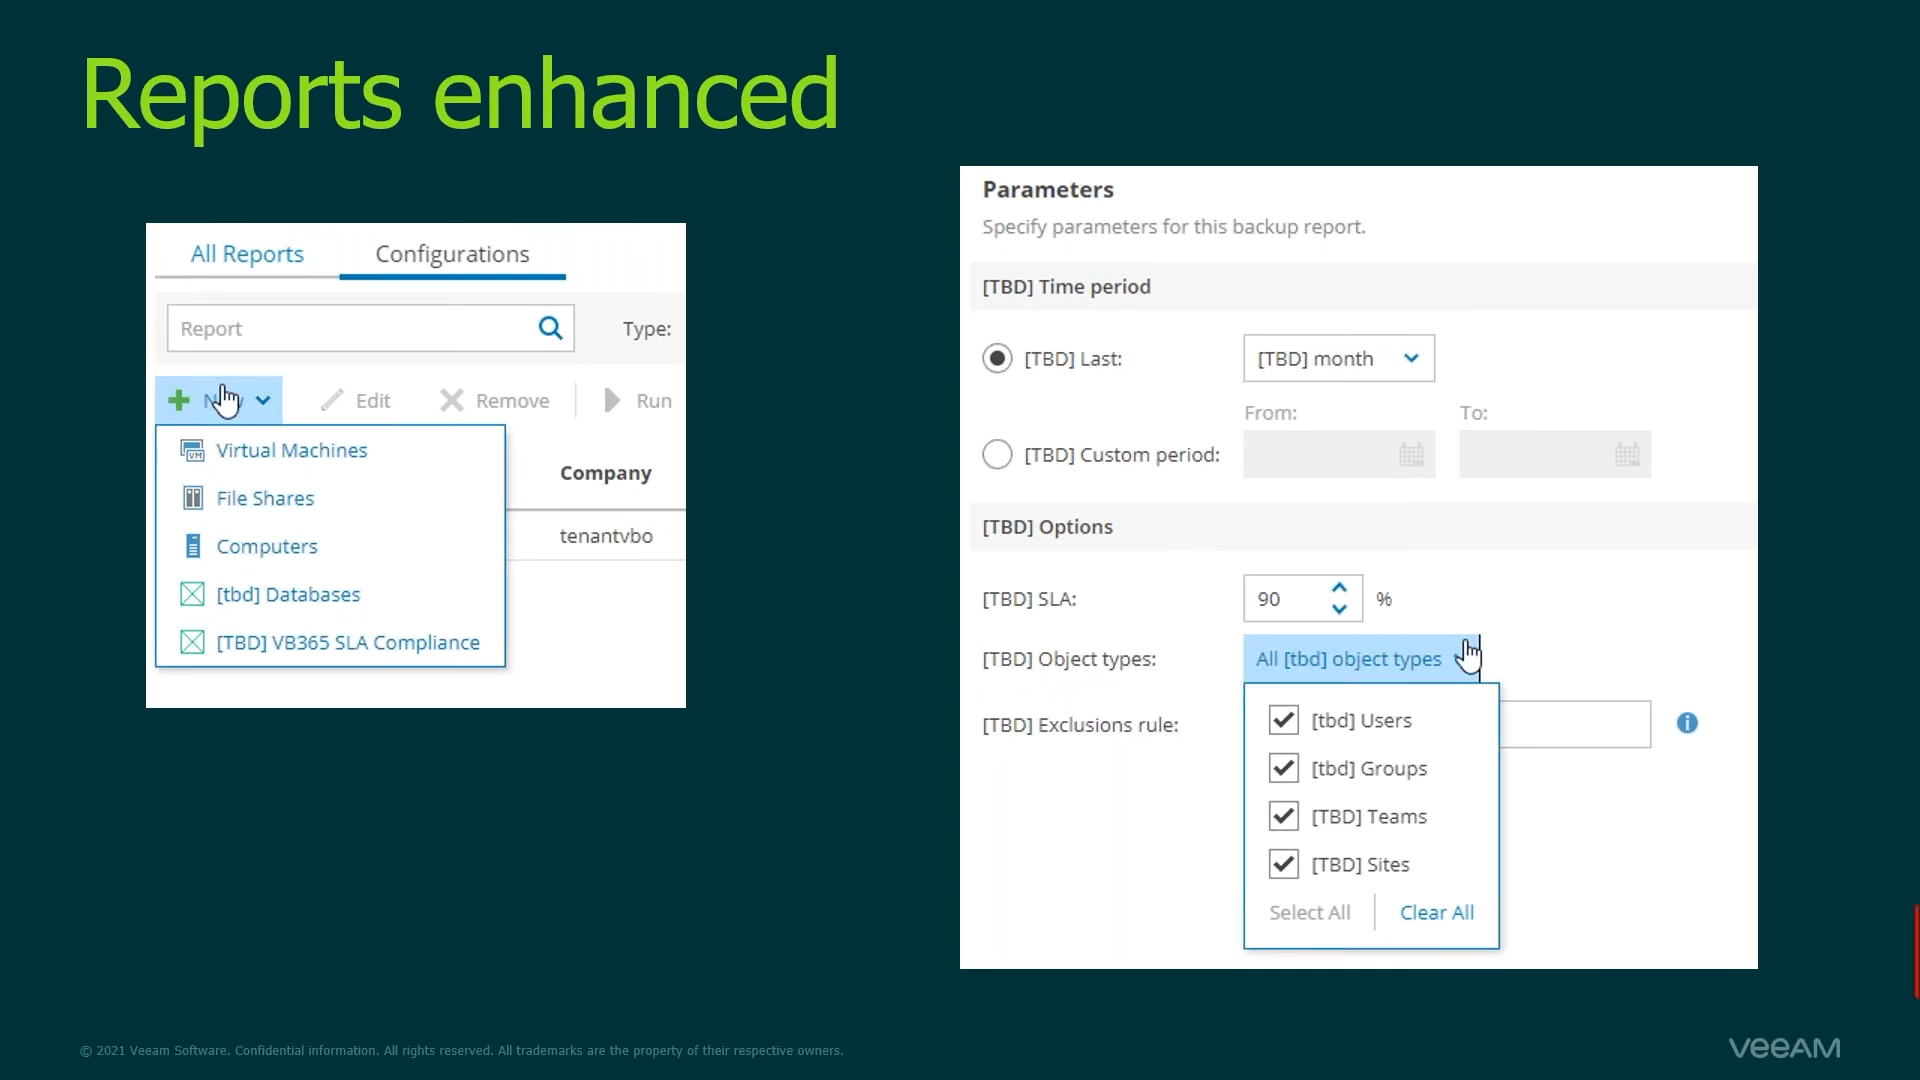 Reports enhanced
All Reports Configurations
Report Type:
Edit Remove Run
Virtual Machines
File Shares
Computers
[tbd] Databases
[TBD] VB365 SLA Compliance
Company
tenantvbo
Parameters
Specify parameters for this backup report.
[TBD] Time period
[TBD] Last: [TBD] month
From: To:
[TBD] Custom period:
[TBD] Options
[TBD] SLA: 90 %
[TBD] Object types: All [tbd] object types
[TBD] Exclusions rule:
[tbd] Users
[tbd] Groups
[TBD] Teams
[TBD] Sites
Select All Clear All
© 2021 Veeam Software. Confidential information. All rights reserved. All trademarks are the property of their respective owners.
veeAM